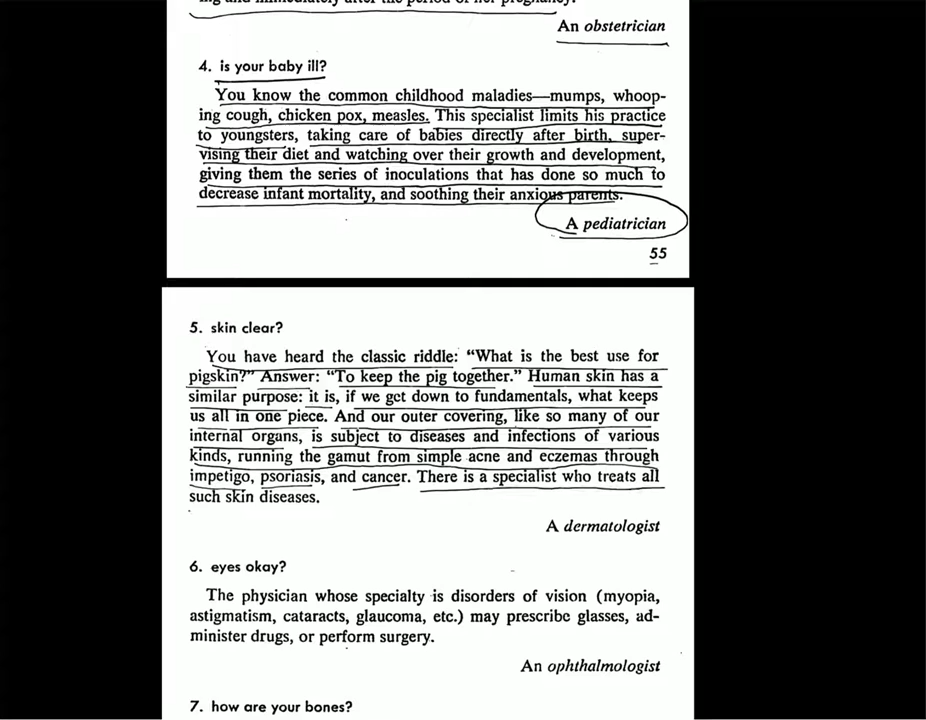 An obstetrician
4. is your baby ill?
You know the common childhood maladies—mumps, whoop-
ing cough, chicken pox, measles. This specialist limits his practice
to youngsters, taking care of babies directly after birth, super-
vising their diet and watching over their growth and development,
giving them the series of inoculations that has done so much to
decrease infant mortality, and soothing their anxious parents.
A pediatrician
55
5. skin clear?
You have heard the classic riddle: “What is the best use for
pigskin?” Answer: “To keep the pig together.” Human skin has a
similar purpose: it is, if we get down to fundamentals, what keeps
us all in one piece. And our outer covering, like so many of our
internal organs, is subject to diseases and infections of various
kinds, running the gamut from simple acne and eczemas through
impetigo, psoriasis, and cancer. There is a specialist who treats all
such skin diseases.
A dermatologist
6. eyes okay?
The physician whose specialty is disorders of vision (myopia,
astigmatism, cataracts, glaucoma, etc.) may prescribe glasses, ad-
minister drugs, or perform surgery.
An ophthalmologist
7. how are your bones?